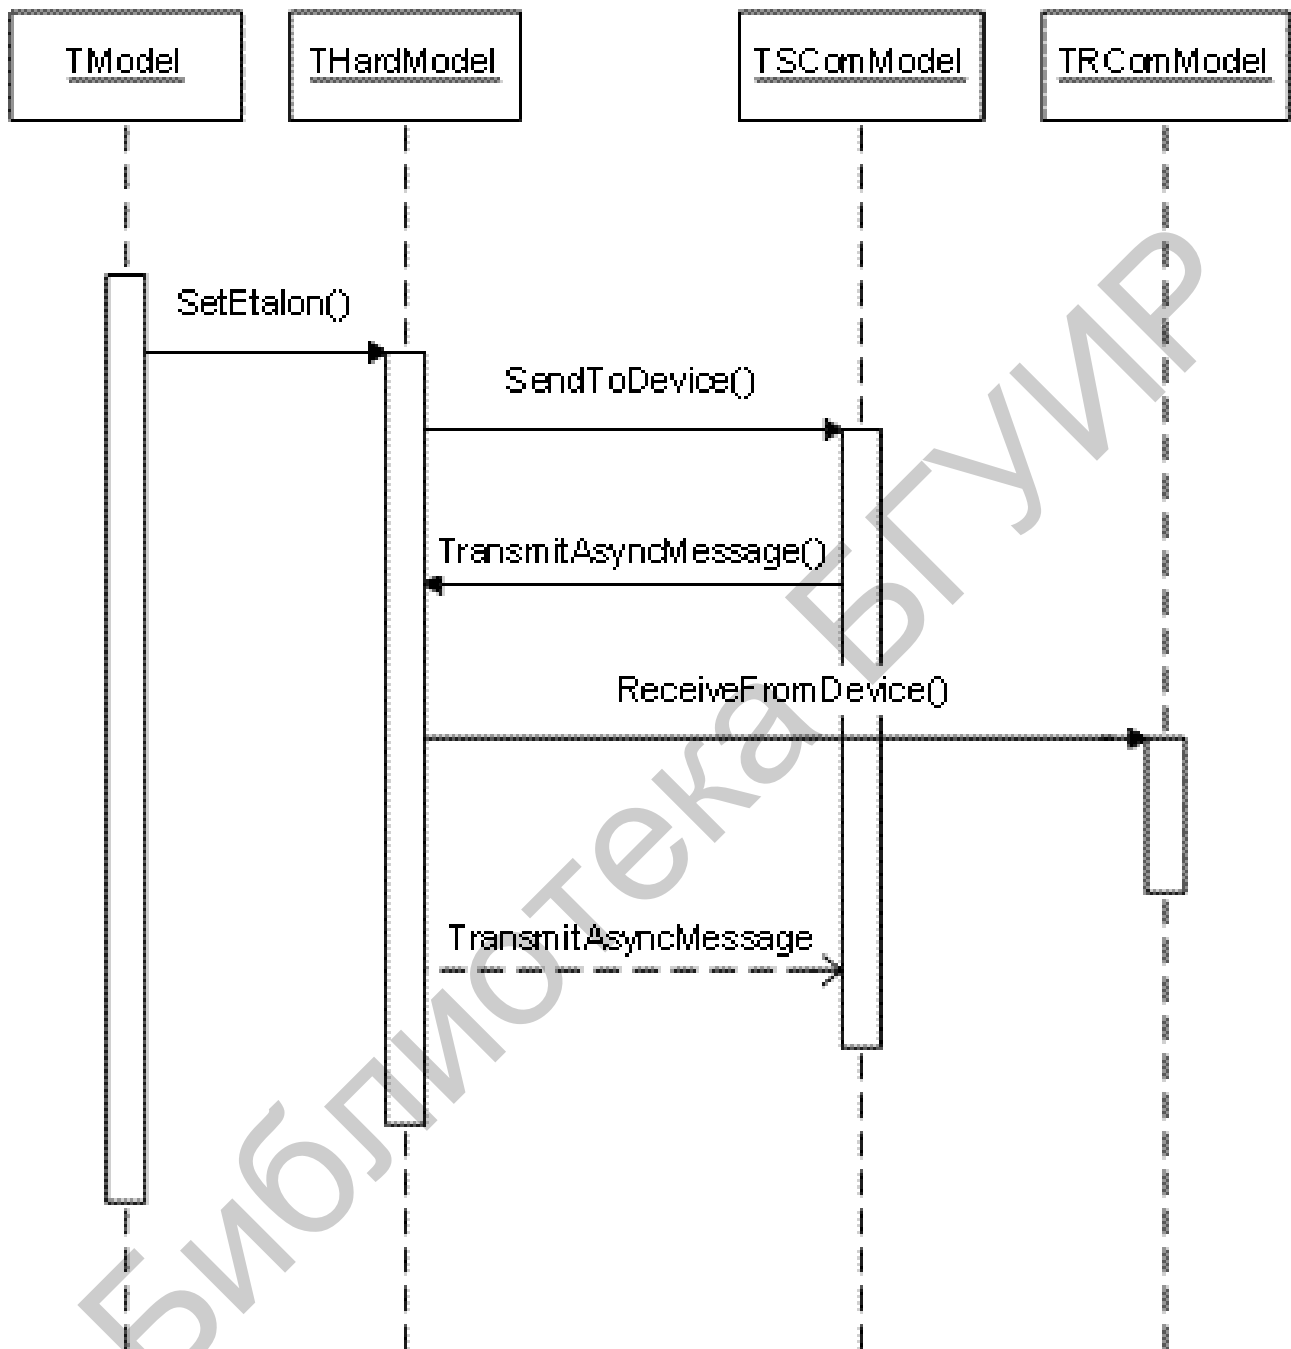 TModel
THardModel
TSComModel
TRComModel
SetEtalon()
SendToDevice()
TransmitAsyncMessage()
ReceiveFromDevice()
TransmitAsyncMessage
Библиотека БГУИР